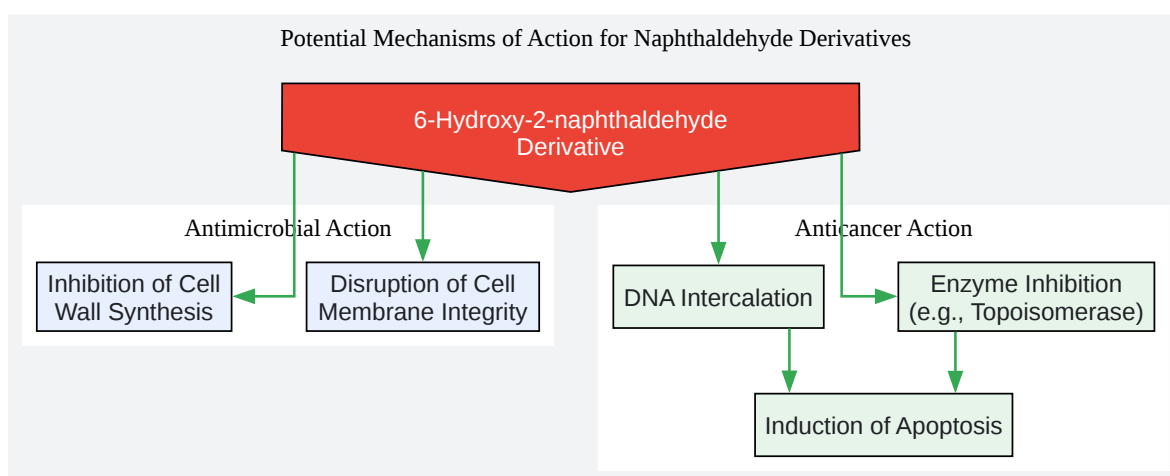 Potential Mechanisms of Action for Naphthaldehyde Derivatives
6-Hydroxy-2-naphthaldehyde
Derivative
Antimicrobial Action
Inhibition of Cell
Wall Synthesis
Disruption of Cell
Membrane Integrity
Anticancer Action
DNA Intercalation
Enzyme Inhibition
(e.g., Topoisomerase)
Induction of Apoptosis